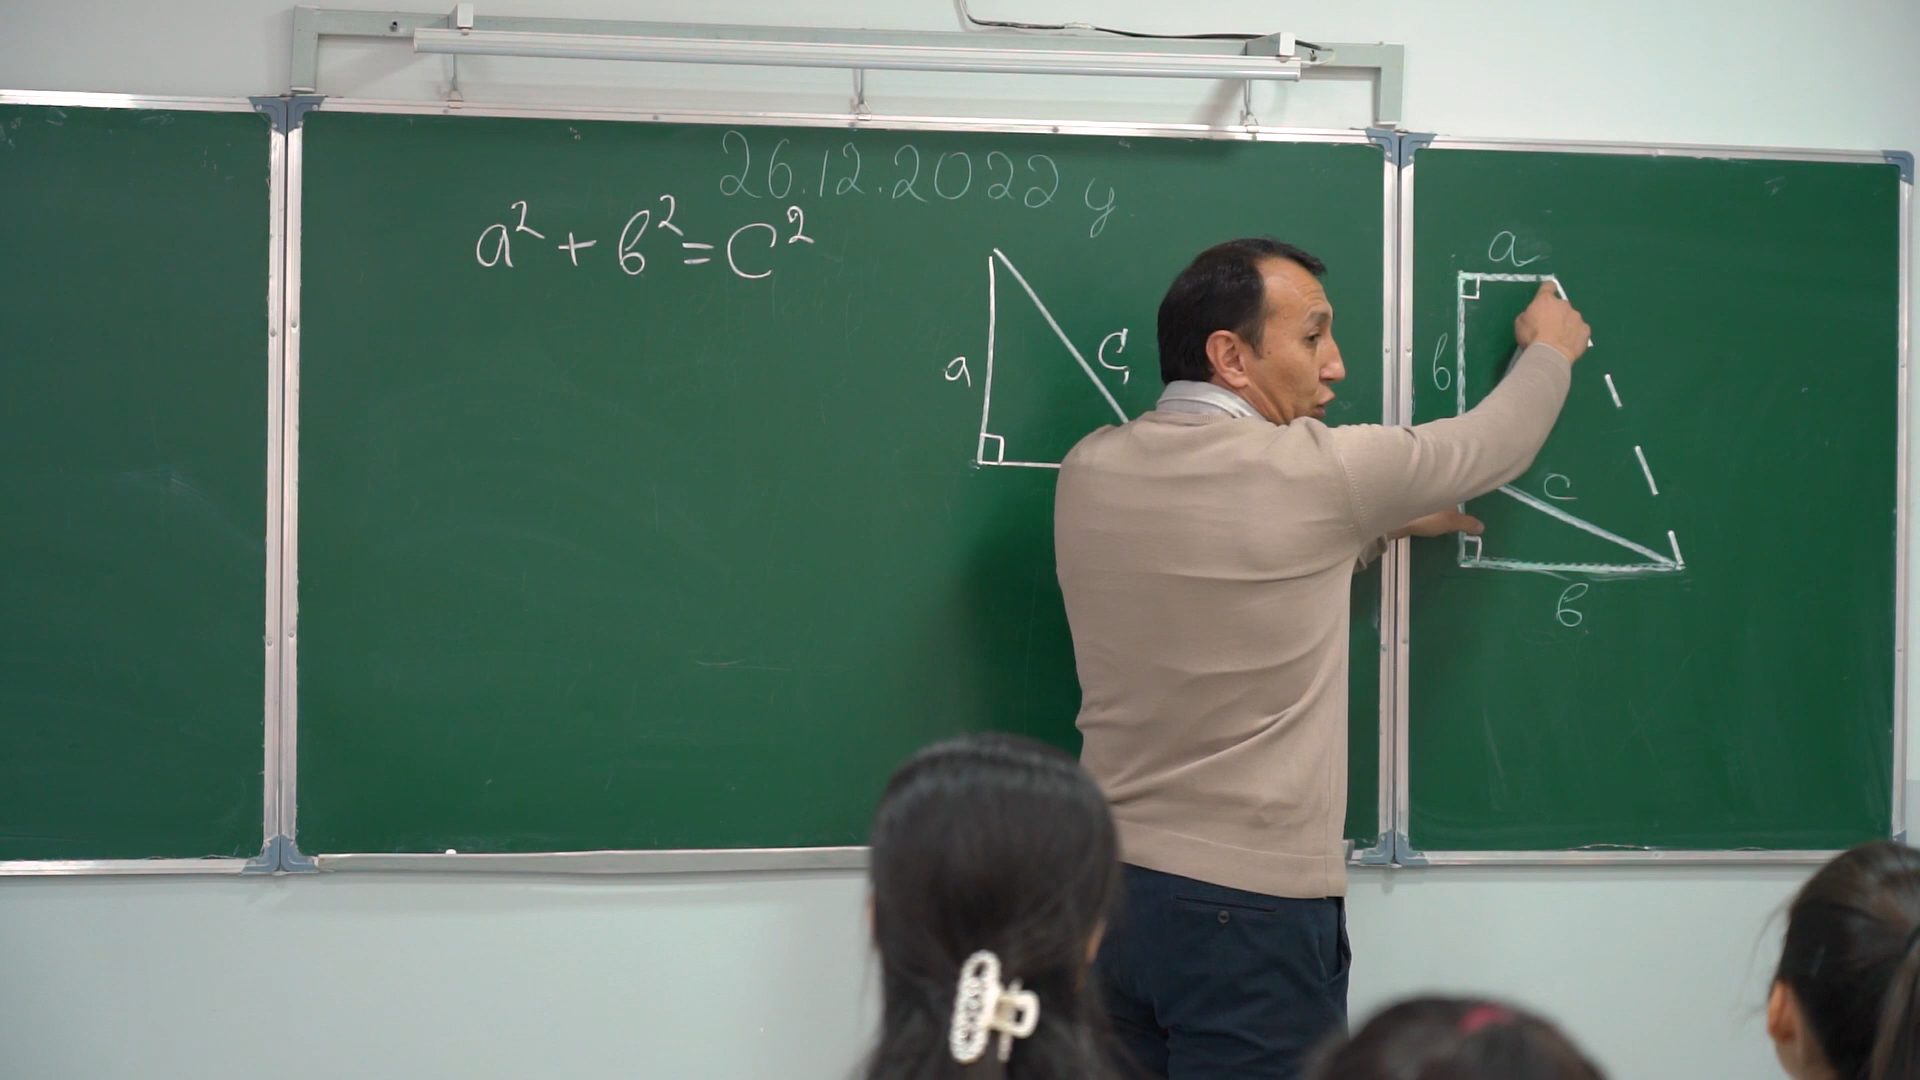 26.12.2022 y
a² + b² = c²
a
c
a
b
c
b